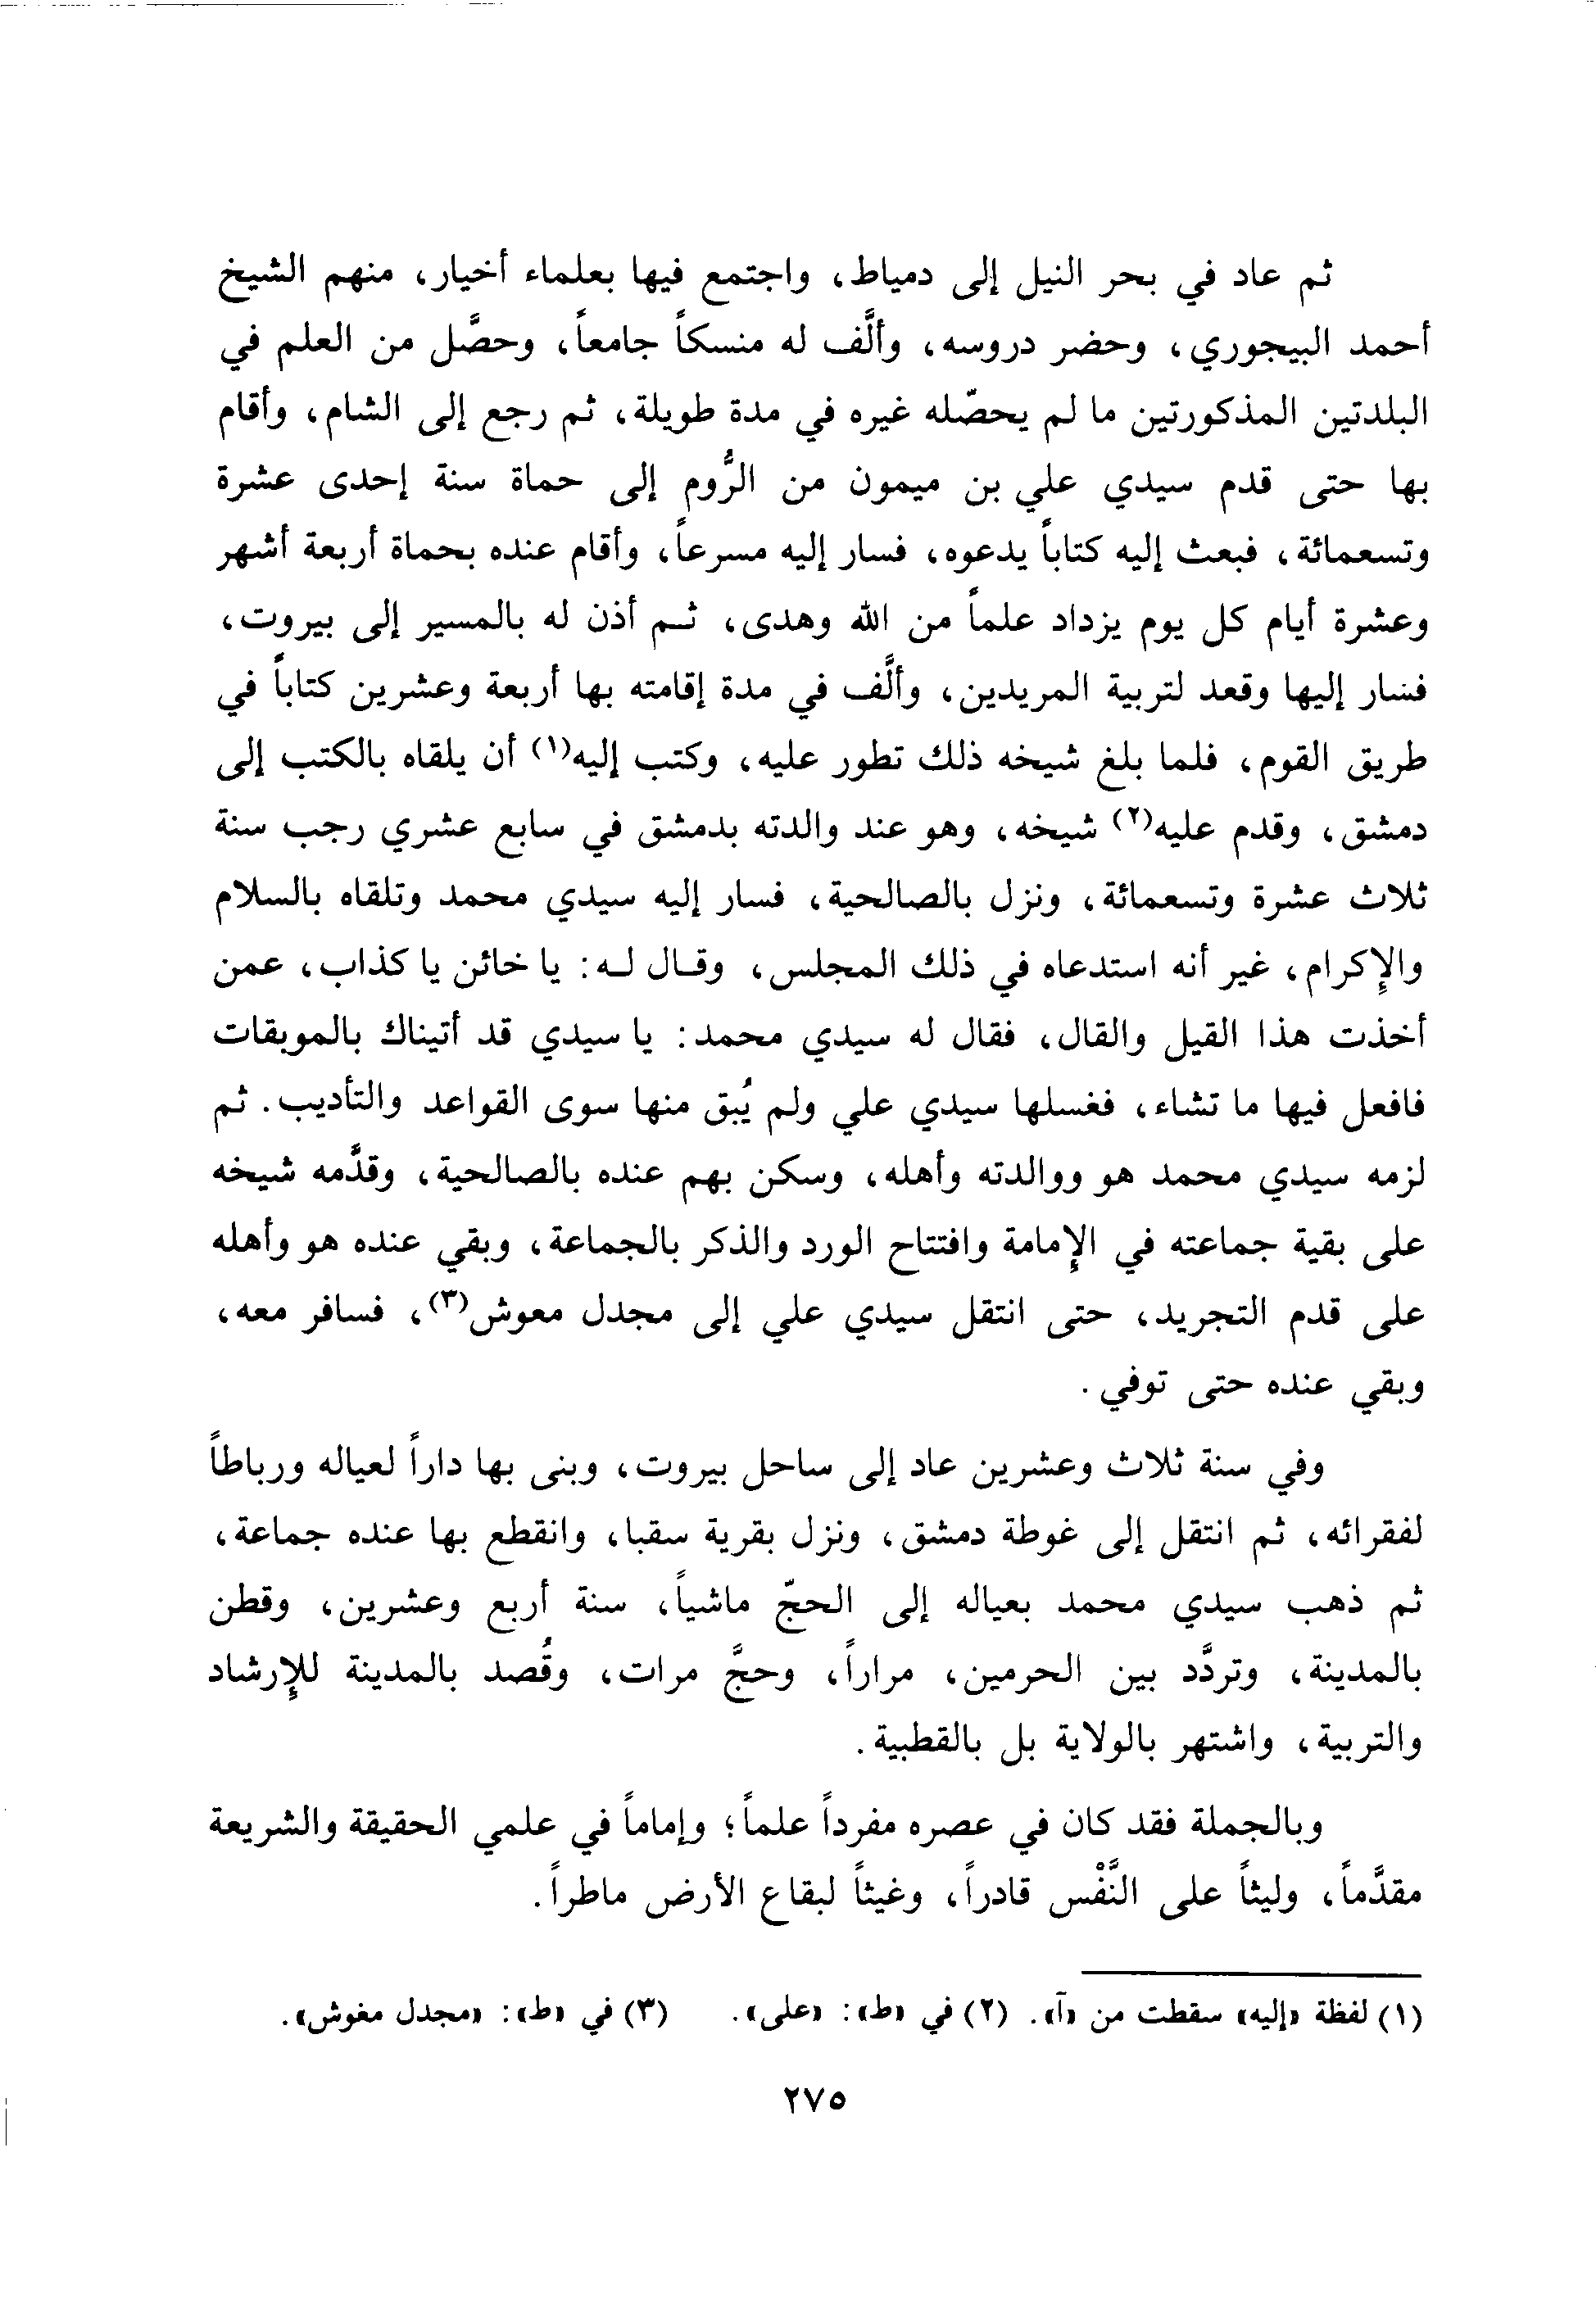 ثم عاد في بحر النيل إلى دمياط، واجتمع فيها بعلماء أخيار، منهم الشيخ
أحمد البيجوري، وحضر دروسه، وألَّف له منسكاً جامعاً، وحصَّل من العلم في
البلدتين المذكورتين ما لم يحصّله غيره في مدة طويلة، ثم رجع إلى الشام، وأقام
بها حتى قدم سيدي علي بن ميمون من الرُّوم إلى حماة سنة إحدى عشرة
وتسعمائة، فبعث إليه كتاباً يدعوه، فسار إليه مسرعاً، وأقام عنده بحماة أربعة أشهر
وعشرة أيام كل يوم يزداد علماً من الله وهدى، ثـم أذن له بالمسير إلى بيروت،
فسار إليها وقعد لتربية المريدين، وألَّف في مدة إقامته بها أربعة وعشرين كتاباً في
طريق القوم، فلما بلغ شيخه ذلك تطور عليه، وكتب إليه(١) أن يلقاه بالكتب إلى
دمشق، وقدم عليه(٢) شيخه، وهو عند والدته بدمشق في سابع عشري رجب سنة
ثلاث عشرة وتسعمائة، ونزل بالصالحية، فسار إليه سيدي محمد وتلقاه بالسلام
والإكرام، غير أنه استدعاه في ذلك المجلس، وقـال لـه: يا خائن يا كذاب، عمن
أخذت هذا القيل والقال، فقال له سيدي محمد: يا سيدي قد أتيناك بالموبقات
فافعل فيها ما تشاء، فغسلها سيدي علي ولم يُبق منها سوى القواعد والتأديب. ثم
لزمه سيدي محمد هو ووالدته وأهله، وسكن بهم عنده بالصالحية، وقدَّمه شيخه
على بقية جماعته في الإمامة وافتتاح الورد والذكر بالجماعة، وبقي عنده هو وأهله
على قدم التجريد، حتى انتقل سيدي علي إلى مجدل معوش(٣)، فسافر معه،
وبقي عنده حتى توفي.
وفي سنة ثلاث وعشرين عاد إلى ساحل بيروت، وبنى بها داراً لعياله ورباطاً
لفقرائه، ثم انتقل إلى غوطة دمشق، ونزل بقرية سقبا، وانقطع بها عنده جماعة،
ثم ذهب سيدي محمد بعياله إلى الحجّ ماشياً، سنة أربع وعشرين، وقطن
بالمدينة، وتردَّد بين الحرمين، مراراً، وحجَّ مرات، وقُصد بالمدينة للإرشاد
والتربية، واشتهر بالولاية بل بالقطبية.
وبالجملة فقد كان في عصره مفرداً علماً؛ وإماماً في علمي الحقيقة والشريعة
مقدَّماً، وليثاً على النَّفْس قادراً، وغيثاً لبقاع الأرض ماطراً.
(١) لفظة «إليه» سقطت من «آ». (٢) في «ط»: «على». (٣) في «ط»: «مجدل مغوش».
٢٧٥